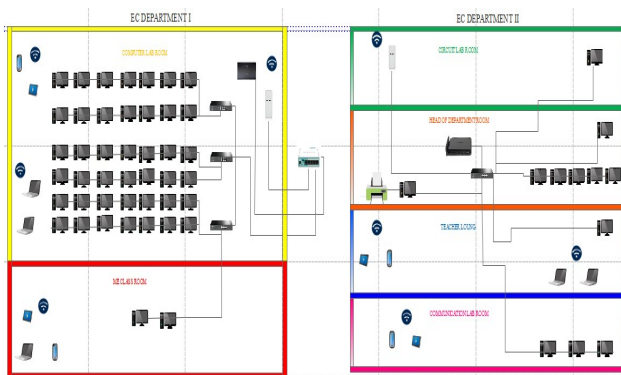 EC DEPARTMENT I
EC DEPARTMENT II
COMPUTER LAB ROOM
CIRCUIT LAB ROOM
HEAD OF DEPARTMENT ROOM
TEACHER LOUNG
ME CLASS ROOM
COMMUNICATION LAB ROOM